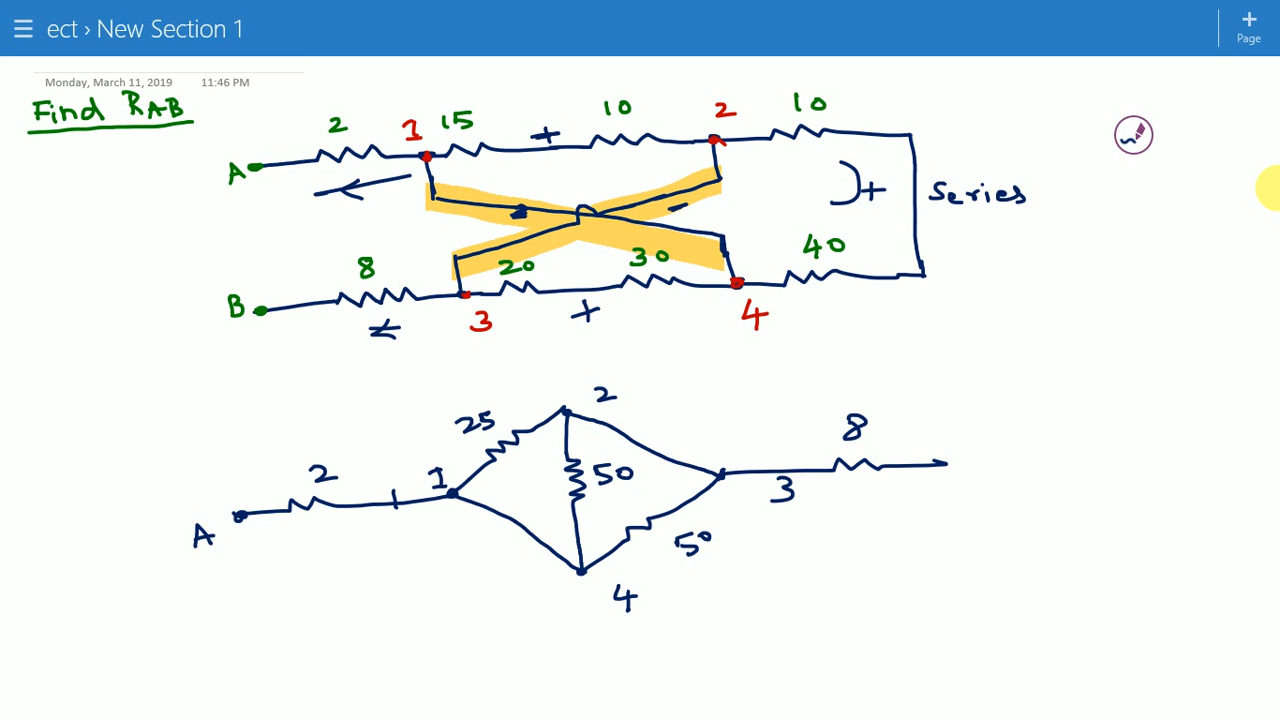 ect › New Section 1
Page
Monday, March 11, 2019 11:46 PM
Find RAB
2 1 15 + 10 2 10
A
+ Series
8 20 30 40
B
3 + 4
2
25
8
2 1 50
3
A
50
4